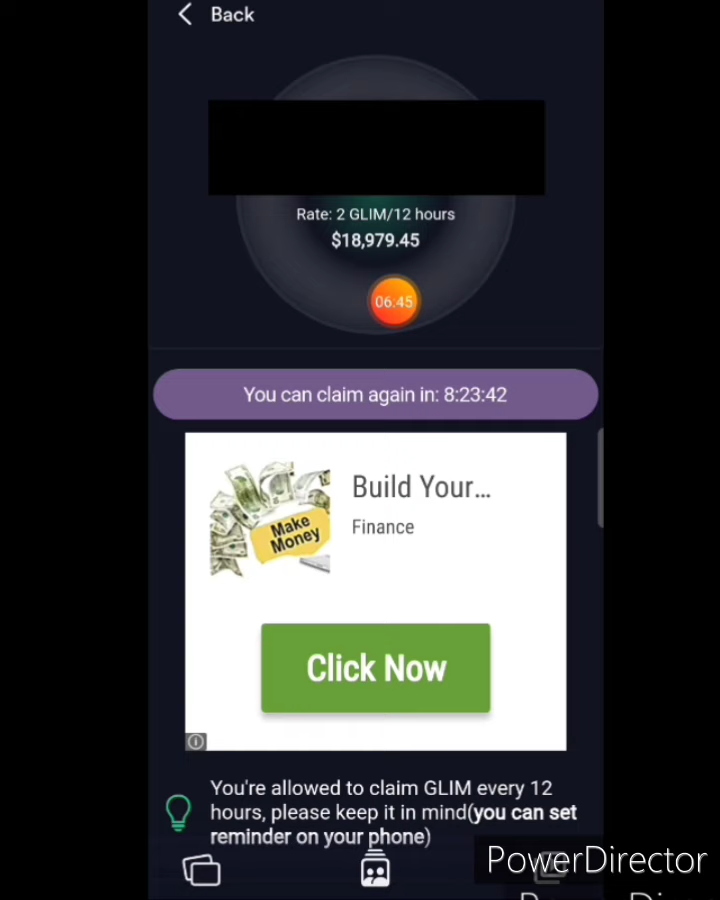 Back
Rate: 2 GLIM/12 hours
$18,979.45
06:45
You can claim again in: 8:23:42
Build Your...
Make
Money
Finance
Click Now
You're allowed to claim GLIM every 12
hours, please keep it in mind(you can set
reminder on your phone)
PowerDirector